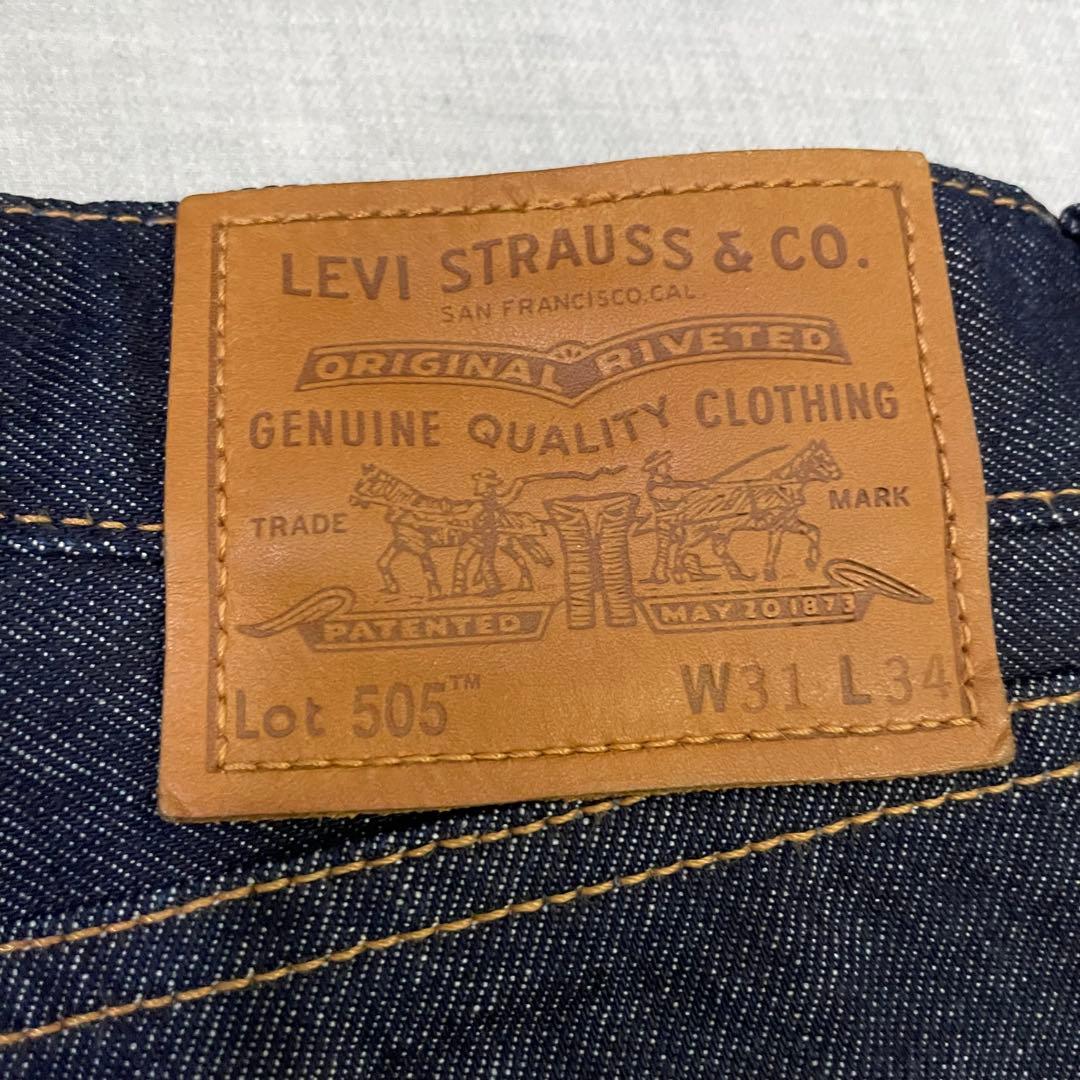 LEVI STRAUSS & CO.
SAN FRANCISCO, CAL.
ORIGINAL RIVETED
GENUINE QUALITY CLOTHING
TRADE MARK
PATENTED MAY 20 1873
Lot 505™ W31 L34